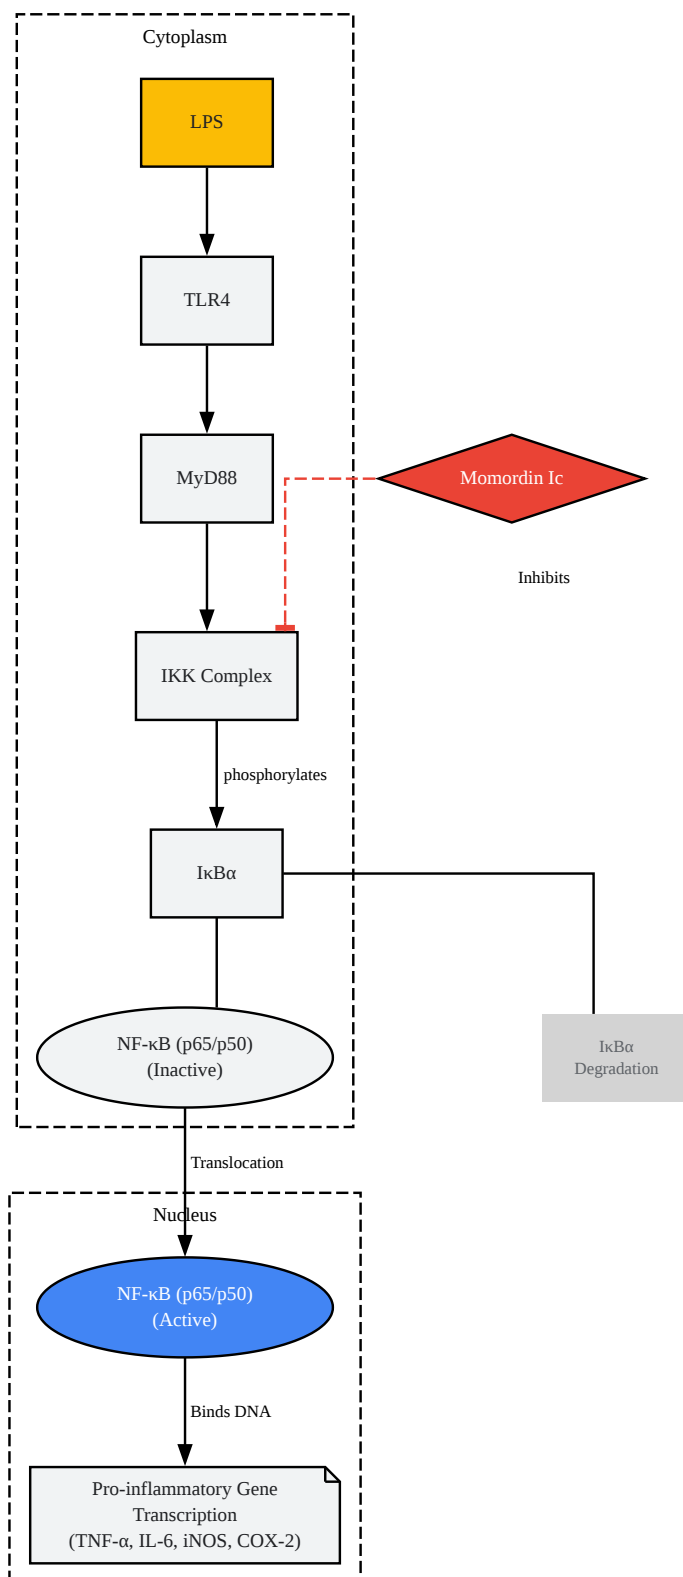 Cytoplasm
LPS
TLR4
MyD88
Momordin Ic
Inhibits
IKK Complex
phosphorylates
IκBα
NF-κB (p65/p50)
(Inactive)
IκBα
Degradation
Translocation
Nucleus
NF-κB (p65/p50)
(Active)
Binds DNA
Pro-inflammatory Gene
Transcription
(TNF-α, IL-6, iNOS, COX-2)